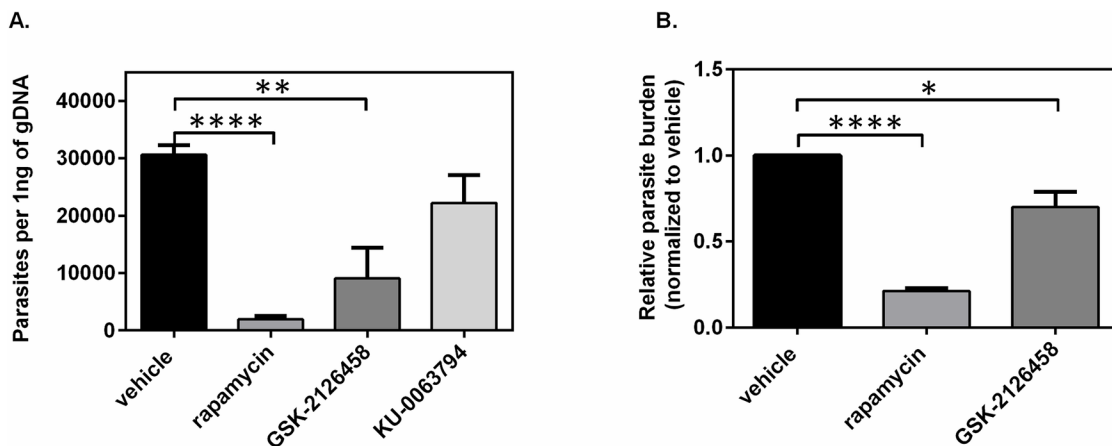 A.
Parasites per 1ng of gDNA
40000
30000
20000
10000
0
**
****
vehicle
rapamycin
GSK-2126458
KU-0063794
B.
Relative parasite burden
(normalized to vehicle)
1.5
1.0
0.5
0.0
*
****
vehicle
rapamycin
GSK-2126458